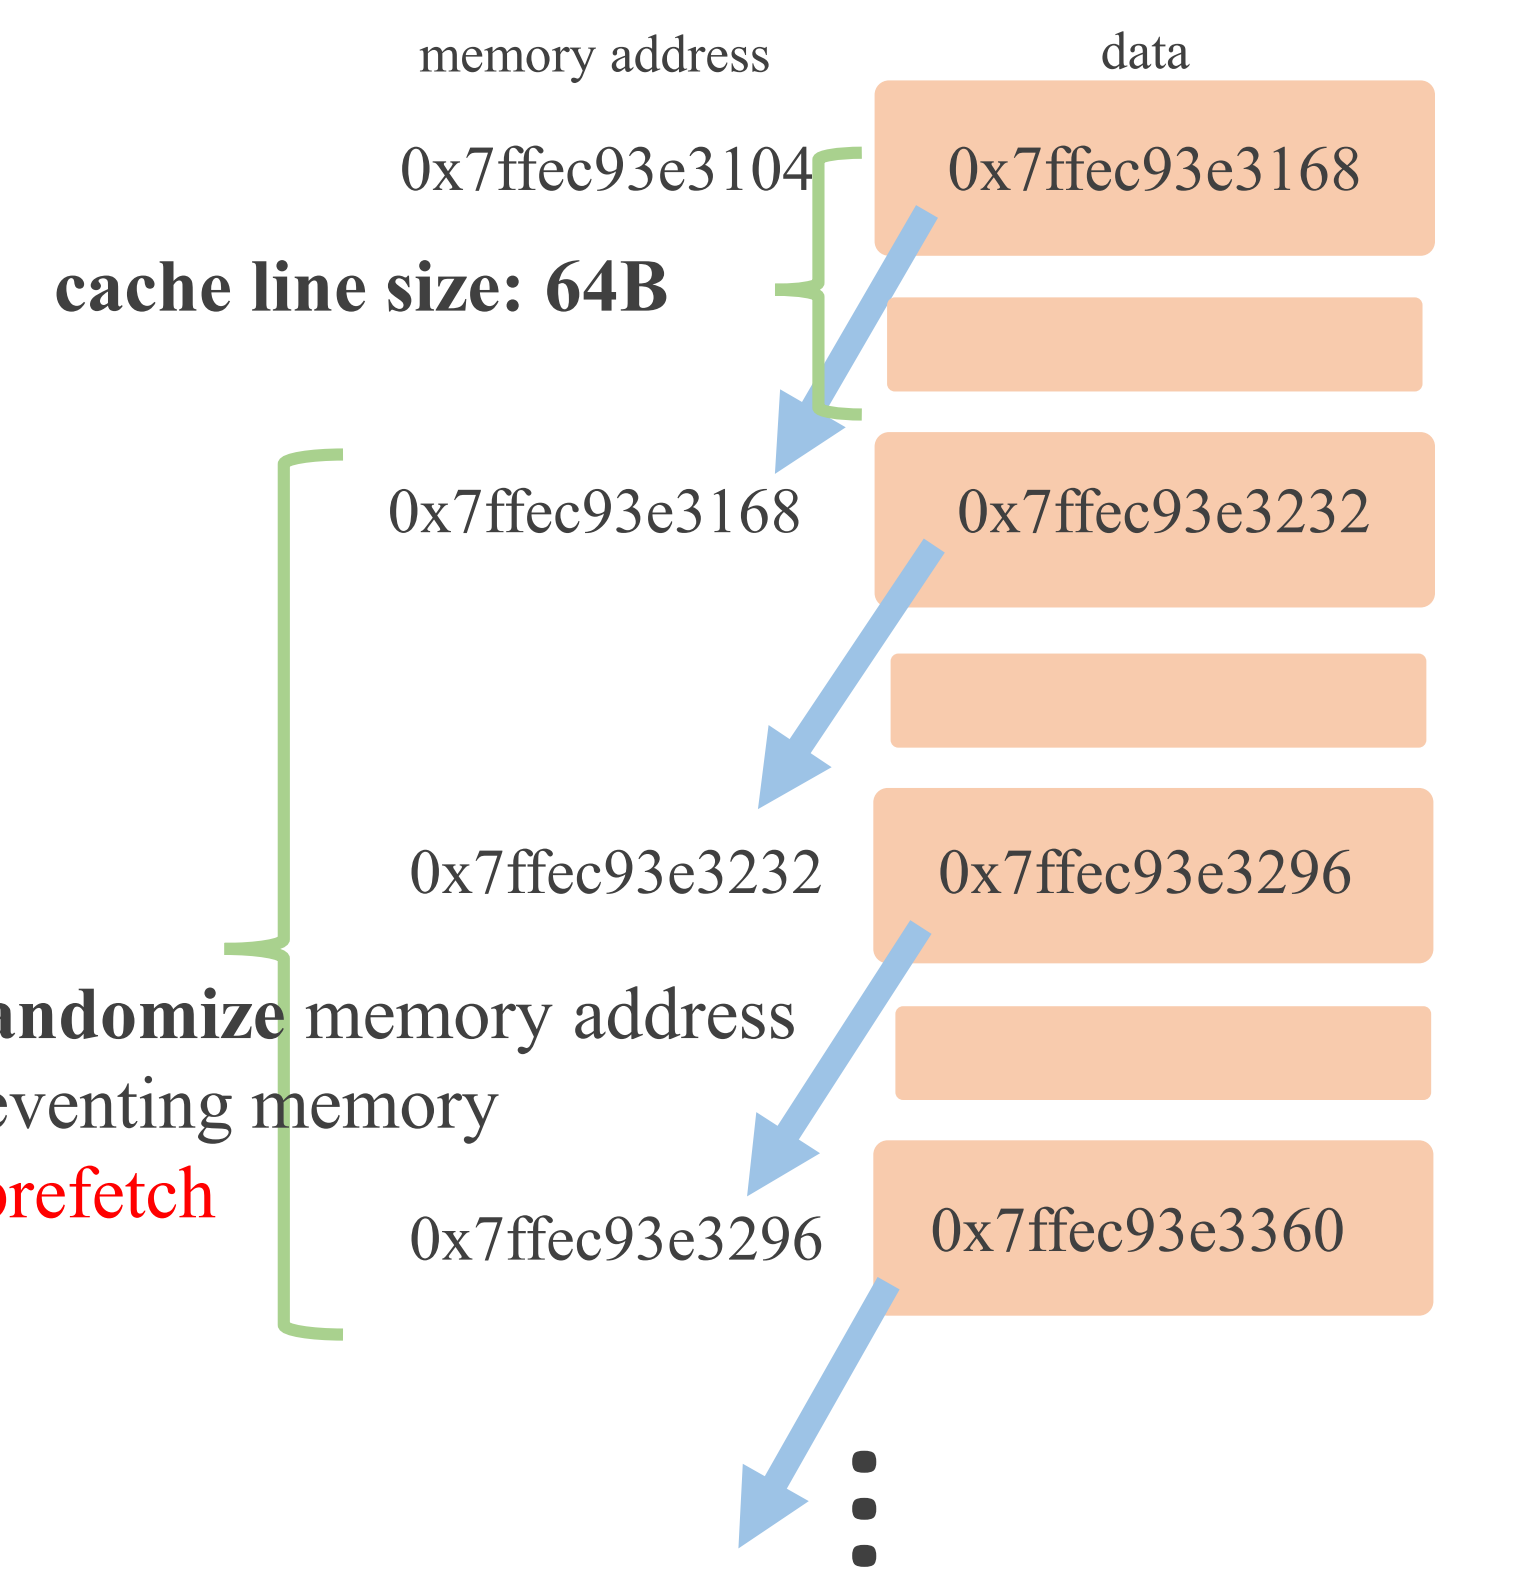 memory address data
0x7ffec93e3104 0x7ffec93e3168
cache line size: 64B
0x7ffec93e3168 0x7ffec93e3232
0x7ffec93e3232 0x7ffec93e3296
andomize memory address
eventing memory
prefetch
0x7ffec93e3296 0x7ffec93e3360